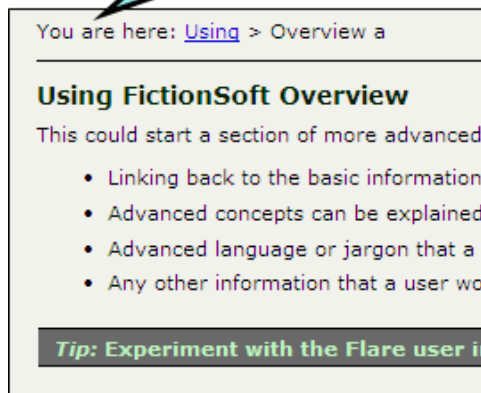 You are here: Using > Overview a
Using FictionSoft Overview
This could start a section of more advanced
• Linking back to the basic information
• Advanced concepts can be explained
• Advanced language or jargon that a
• Any other information that a user wo
Tip: Experiment with the Flare user i